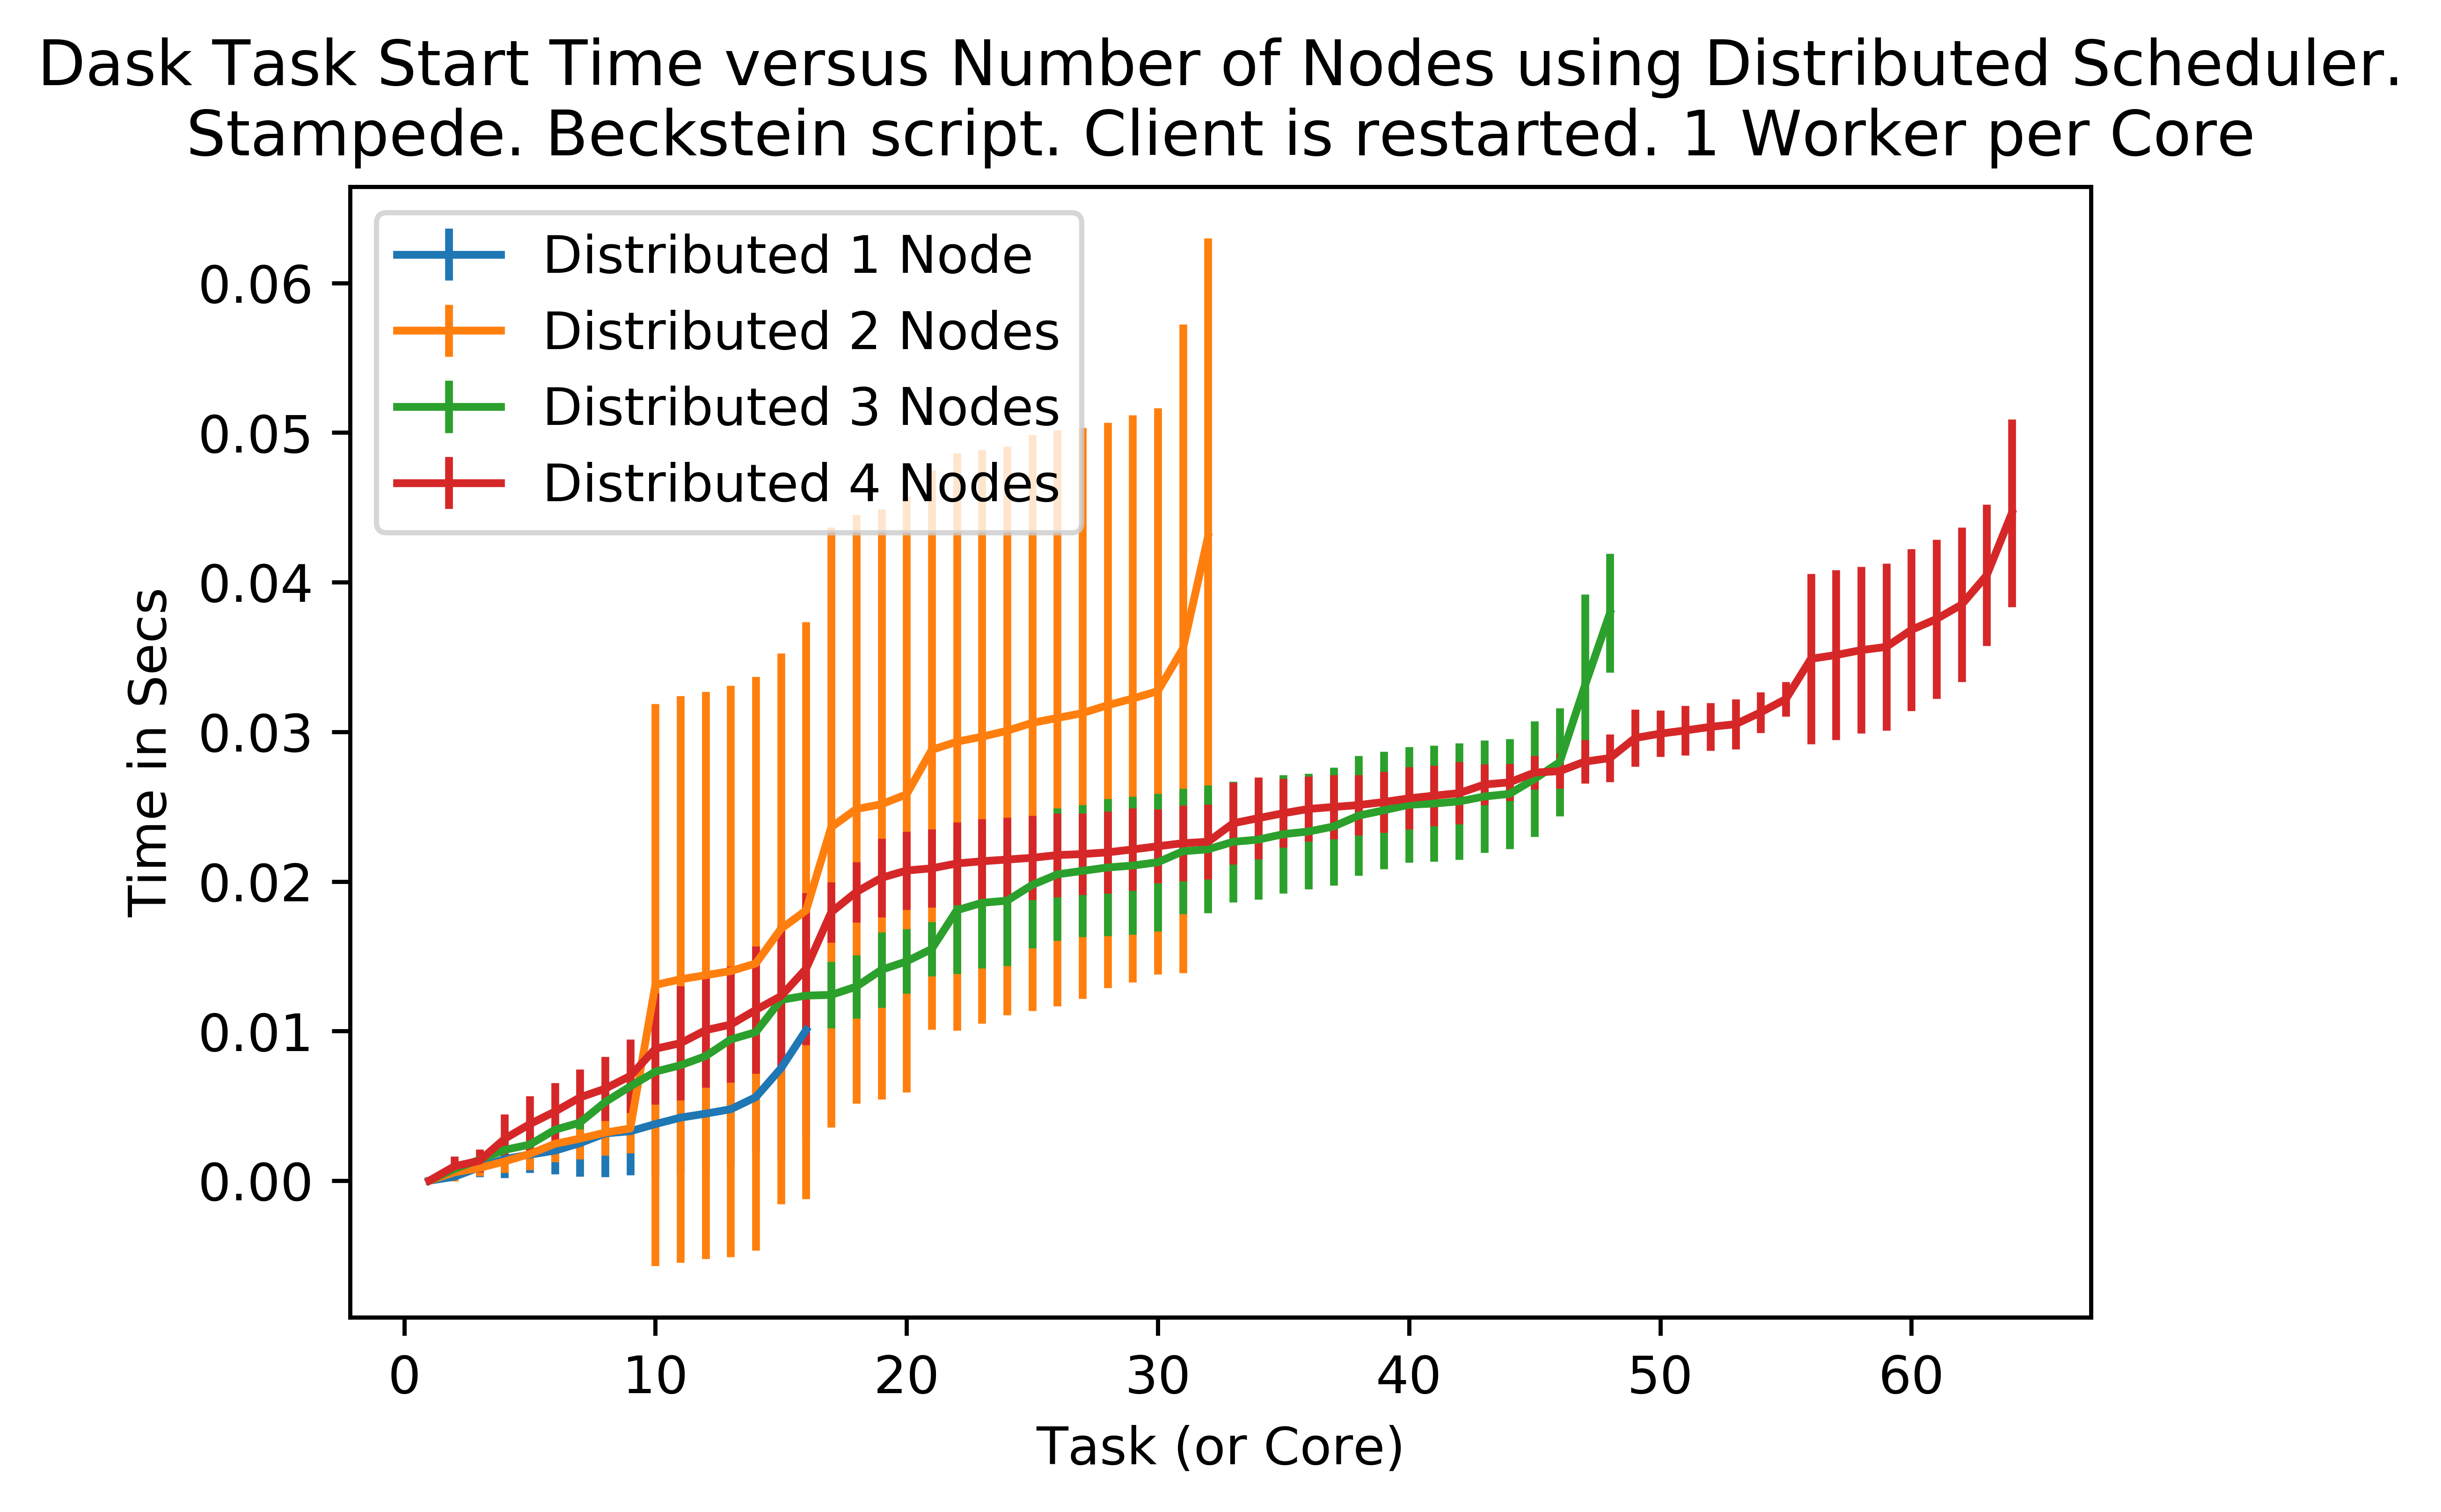 Dask Task Start Time versus Number of Nodes using Distributed Scheduler.
Stampede. Beckstein script. Client is restarted. 1 Worker per Core
Distributed 1 Node
Distributed 2 Nodes
Distributed 3 Nodes
Distributed 4 Nodes
0.06
0.05
0.04
0.03
0.02
0.01
0.00
Time in Secs
0 10 20 30 40 50 60
Task (or Core)